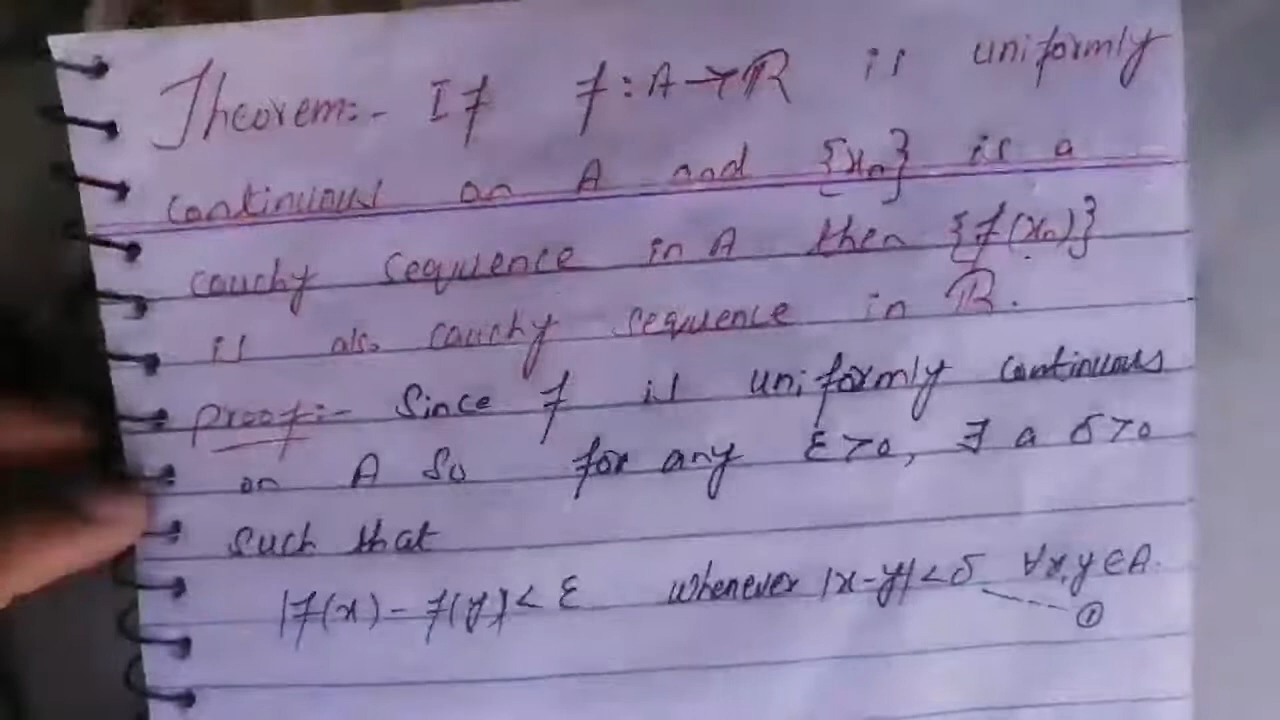 Theorem:- If f:A→R is uniformly
continuous on A and {xn} is a
cauchy sequence in A then {f(xn)}
is also cauchy sequence in R.
Proof:- Since f is uniformly continuous
on A So for any ε>0, ∃ a δ>0
such that
|f(x)-f(y)|<ε whenever |x-y|<δ ∀x,y∈A.
①